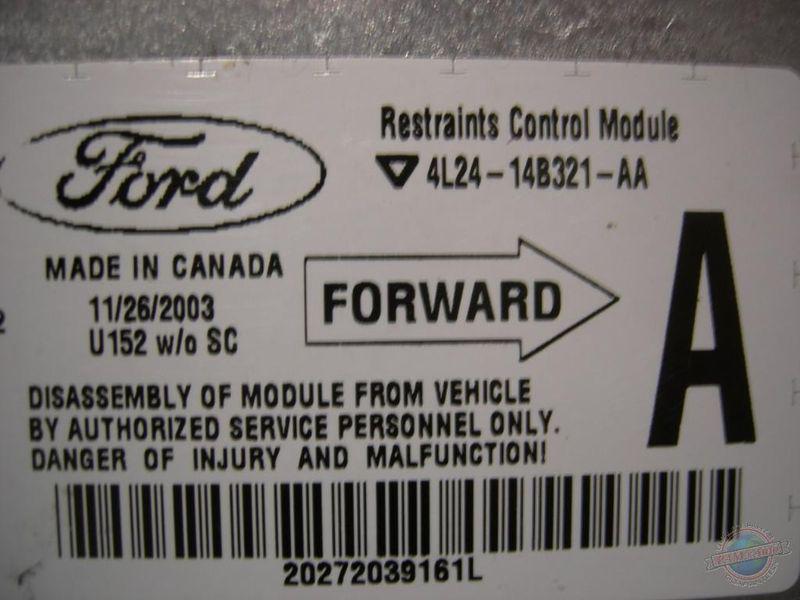 Ford
Restraints Control Module
4L24-14B321-AA
MADE IN CANADA
11/26/2003
U152 w/o SC
2
FORWARD
A
DISASSEMBLY OF MODULE FROM VEHICLE
BY AUTHORIZED SERVICE PERSONNEL ONLY.
DANGER OF INJURY AND MALFUNCTION!
20272039161L